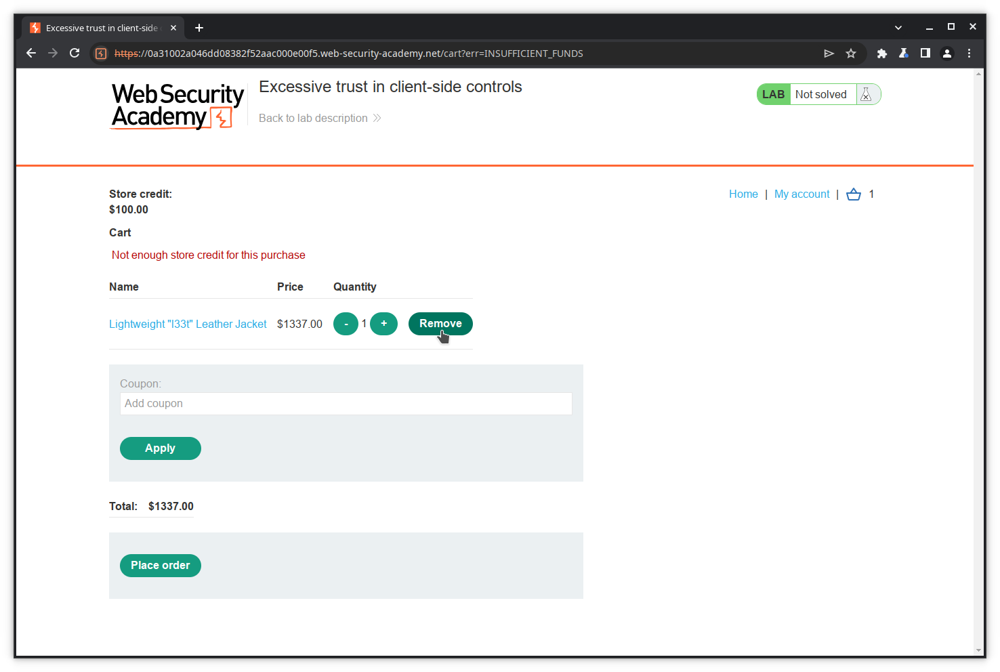 Excessive trust in client-side
https://0a31002a046dd08382f52aac000e00f5.web-security-academy.net/cart?err=INSUFFICIENT_FUNDS
Web Security
Academy
Excessive trust in client-side controls
Back to lab description
LAB Not solved
Store credit:
$100.00
Home | My account | 1
Cart
Not enough store credit for this purchase
Name Price Quantity
Lightweight "l33t" Leather Jacket $1337.00 - 1 + Remove
Coupon:
Add coupon
Apply
Total: $1337.00
Place order